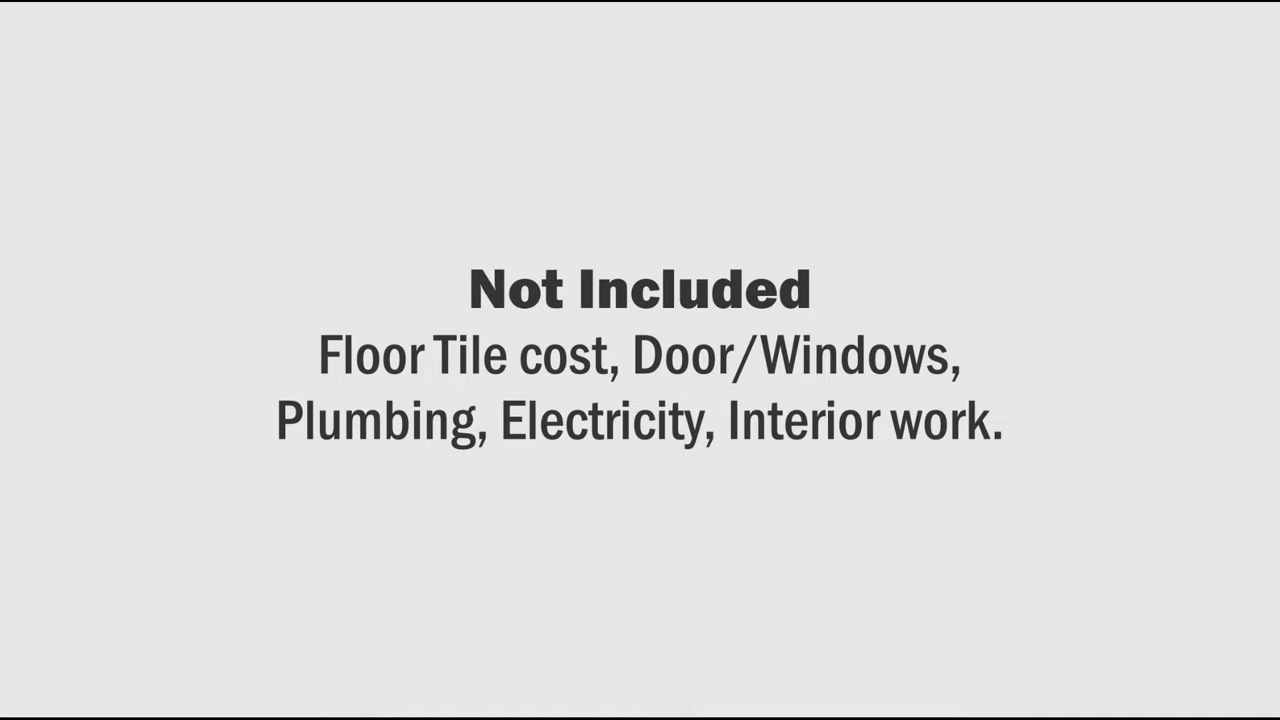 Not Included
Floor Tile cost, Door/Windows,
Plumbing, Electricity, Interior work.